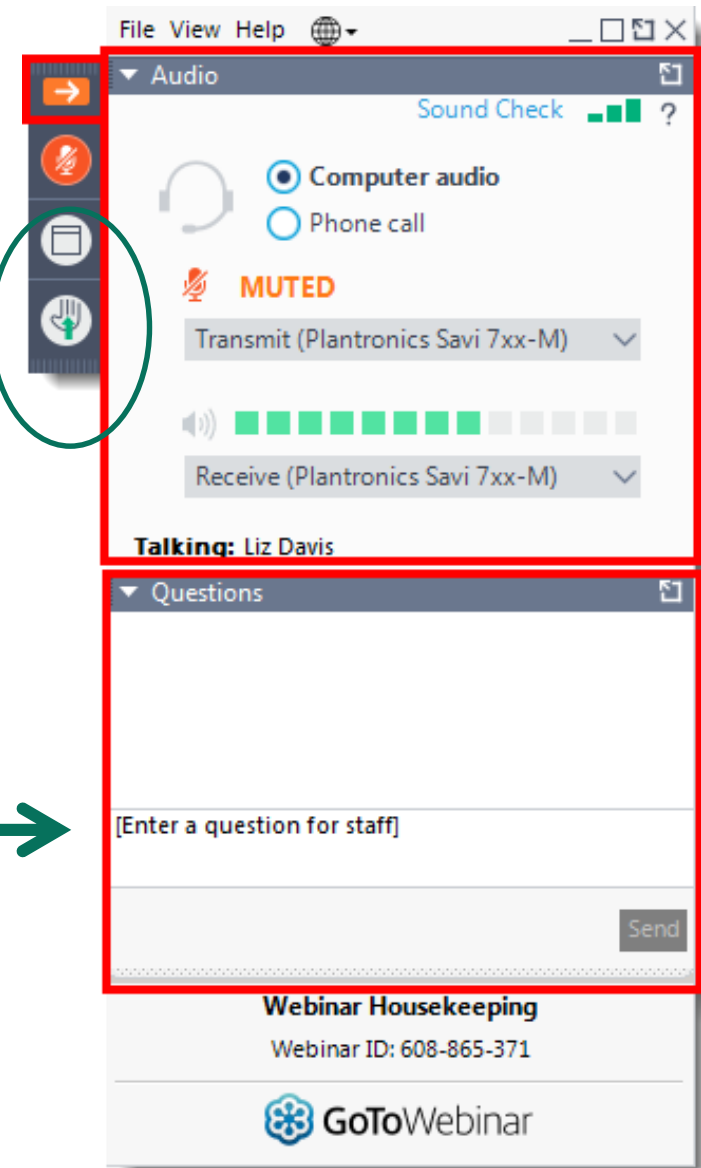 File View Help
Audio
Sound Check ?
Computer audio
Phone call
MUTED
Transmit (Plantronics Savi 7xx-M)
Receive (Plantronics Savi 7xx-M)
Talking: Liz Davis
Questions
[Enter a question for staff]
Send
Webinar Housekeeping
Webinar ID: 608-865-371
GoToWebinar